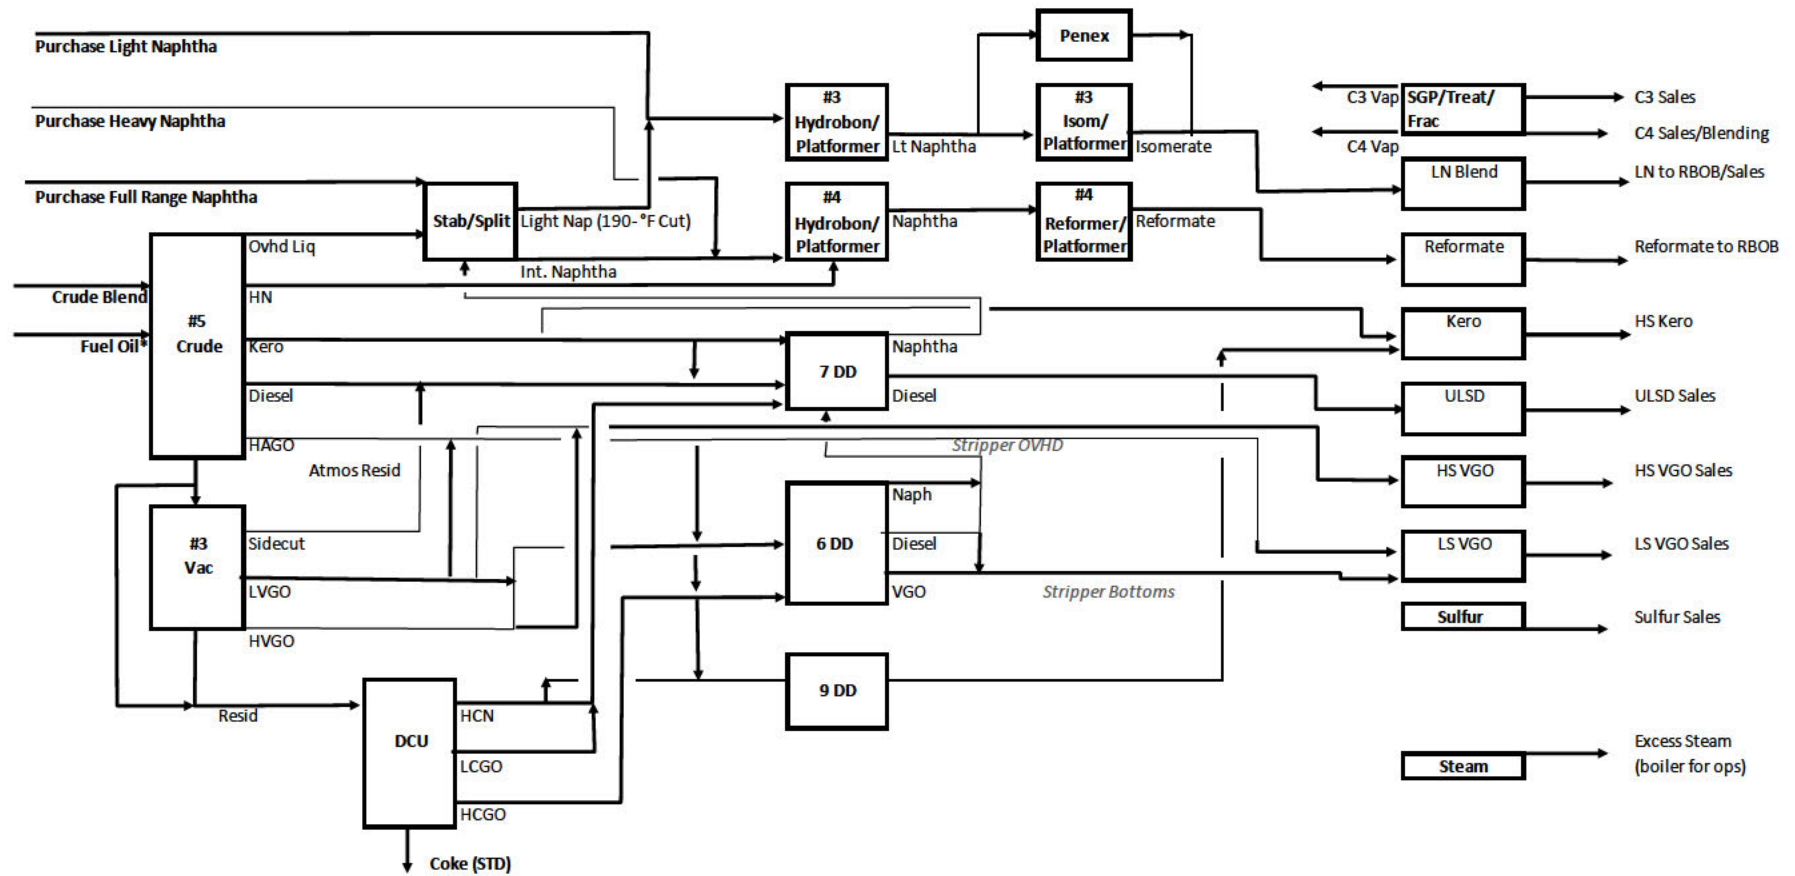 Purchase Light Naphtha
Purchase Heavy Naphtha
Purchase Full Range Naphtha
Crude Blend
Fuel Oil*
#5
Crude
Ovhd Liq
HN
Kero
Diesel
HAGO
Atmos Resid
Stab/Split
Light Nap (190- °F Cut)
Int. Naphtha
#3
Vac
Sidecut
LVGO
HVGO
Resid
DCU
HCN
LCGO
HCGO
Coke (STD)
#3
Hydrobon/
Platformer
Lt Naphtha
#4
Hydrobon/
Platformer
Naphtha
Penex
#3
Isom/
Platformer
Isomerate
#4
Reformer/
Platformer
Reformate
7 DD
Naphtha
Diesel
Stripper OVHD
6 DD
Naph
Diesel
VGO
Stripper Bottoms
9 DD
C3 Vap
C4 Vap
SGP/Treat/
Frac
C3 Sales
C4 Sales/Blending
LN Blend
LN to RBOB/Sales
Reformate
Reformate to RBOB
Kero
HS Kero
ULSD
ULSD Sales
HS VGO
HS VGO Sales
LS VGO
LS VGO Sales
Sulfur
Sulfur Sales
Steam
Excess Steam
(boiler for ops)